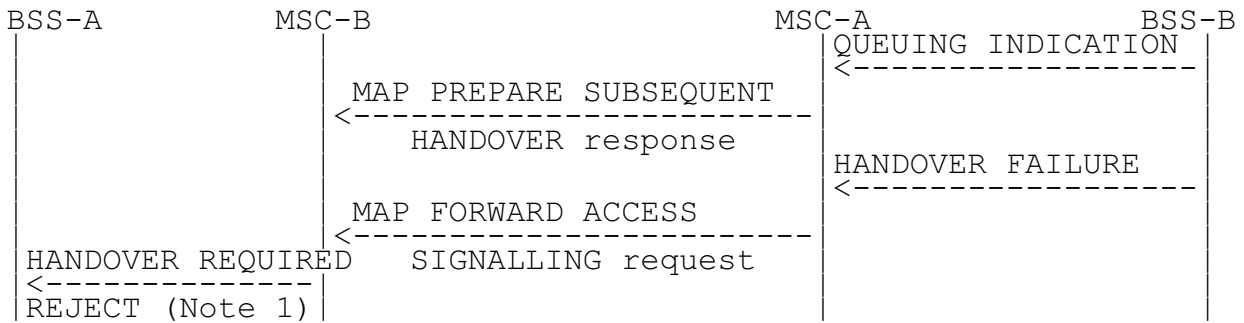 BSS-A MSC-B MSC-A BSS-B
QUEUING INDICATION
MAP PREPARE SUBSEQUENT
HANDOVER response
HANDOVER FAILURE
MAP FORWARD ACCESS
HANDOVER REQUIRED SIGNALLING request
REJECT (Note 1)